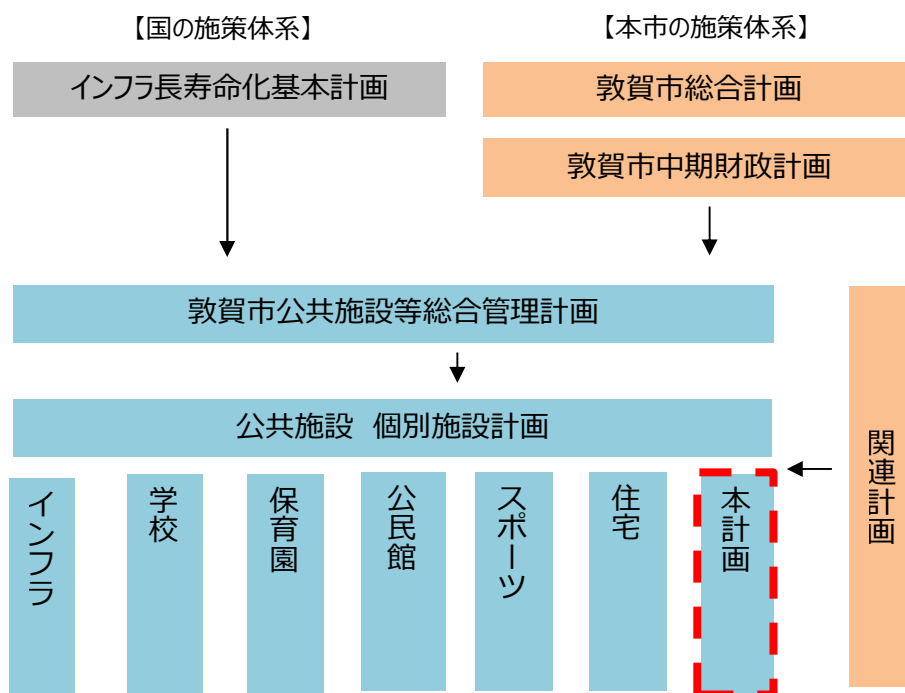 【国の施策体系】
【本市の施策体系】
インフラ長寿命化基本計画
敦賀市総合計画
敦賀市中期財政計画
敦賀市公共施設等総合管理計画
公共施設　個別施設計画
インフラ
学校
保育園
公民館
スポーツ
住宅
本計画
関連計画